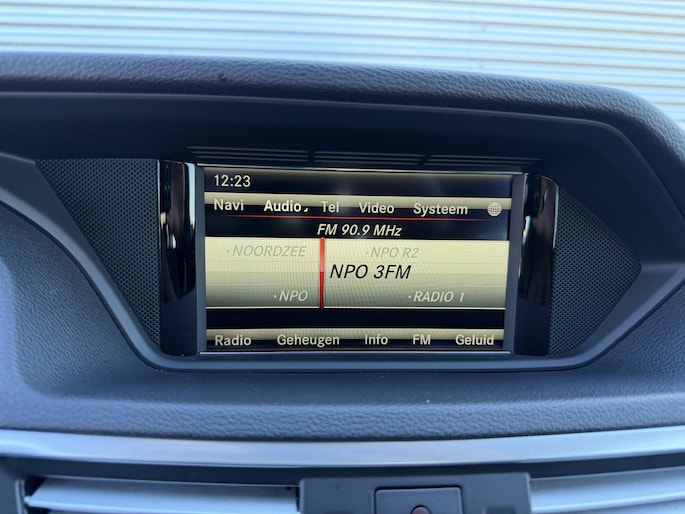 12:23
Navi Audio Tel Video Systeem
FM 90.9 MHz
·NOORDZEE ·NPO R2
NPO 3FM
·NPO ·RADIO 1
Radio Geheugen Info FM Geluid